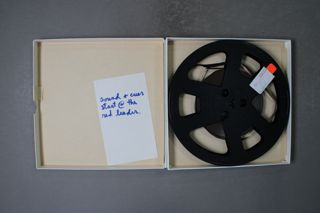 sound + cues
start @ the
red leader.